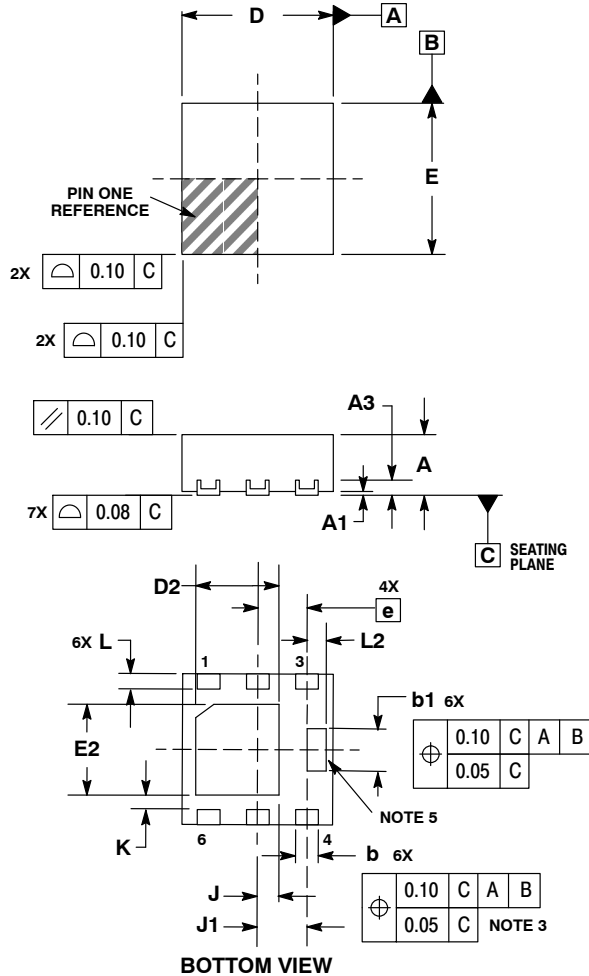 D
A
B
E
PIN ONE
REFERENCE
2X ⌓ 0.10 C
2X ⌓ 0.10 C
⫽ 0.10 C
A3
A
7X ⌓ 0.08 C
A1
C SEATING
PLANE
D2
4X
e
6X L
L2
1
3
b1 6X
⌖ 0.10 C A B
0.05 C
E2
NOTE 5
K
6
4
b 6X
J
⌖ 0.10 C A B
0.05 C NOTE 3
J1
BOTTOM VIEW